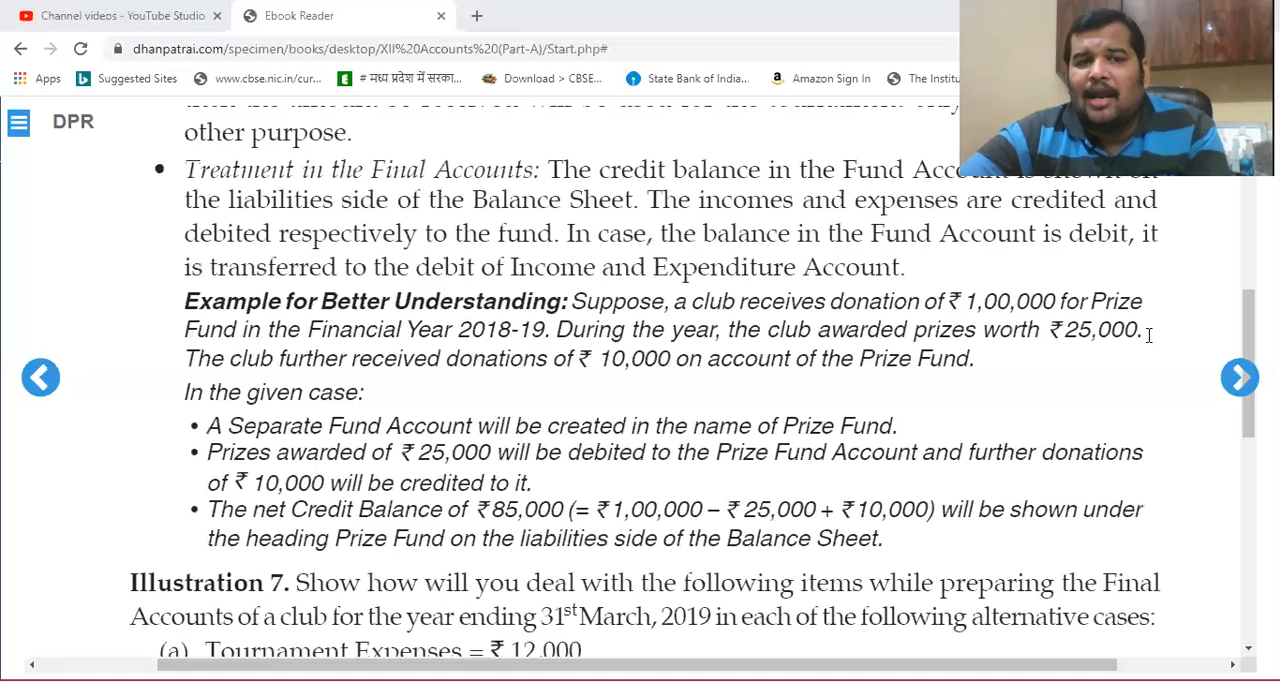 Channel videos - YouTube Studio
Ebook Reader
dhanpatrai.com/specimen/books/desktop/XII%20Accounts%20(Part-A)/Start.php#
Apps Suggested Sites www.cbse.nic.in/cur... # मध्य प्रदेश में सरका... Download > CBSE... State Bank of India... Amazon Sign In The Institu
DPR
other purpose.
• Treatment in the Final Accounts: The credit balance in the Fund Account is shown on
the liabilities side of the Balance Sheet. The incomes and expenses are credited and
debited respectively to the fund. In case, the balance in the Fund Account is debit, it
is transferred to the debit of Income and Expenditure Account.
Example for Better Understanding: Suppose, a club receives donation of ₹ 1,00,000 for Prize
Fund in the Financial Year 2018-19. During the year, the club awarded prizes worth ₹ 25,000.
The club further received donations of ₹ 10,000 on account of the Prize Fund.
In the given case:
• A Separate Fund Account will be created in the name of Prize Fund.
• Prizes awarded of ₹ 25,000 will be debited to the Prize Fund Account and further donations
of ₹ 10,000 will be credited to it.
• The net Credit Balance of ₹ 85,000 (= ₹ 1,00,000 – ₹ 25,000 + ₹ 10,000) will be shown under
the heading Prize Fund on the liabilities side of the Balance Sheet.
Illustration 7. Show how will you deal with the following items while preparing the Final
Accounts of a club for the year ending 31st March, 2019 in each of the following alternative cases:
(a) Tournament Expenses = ₹ 12,000